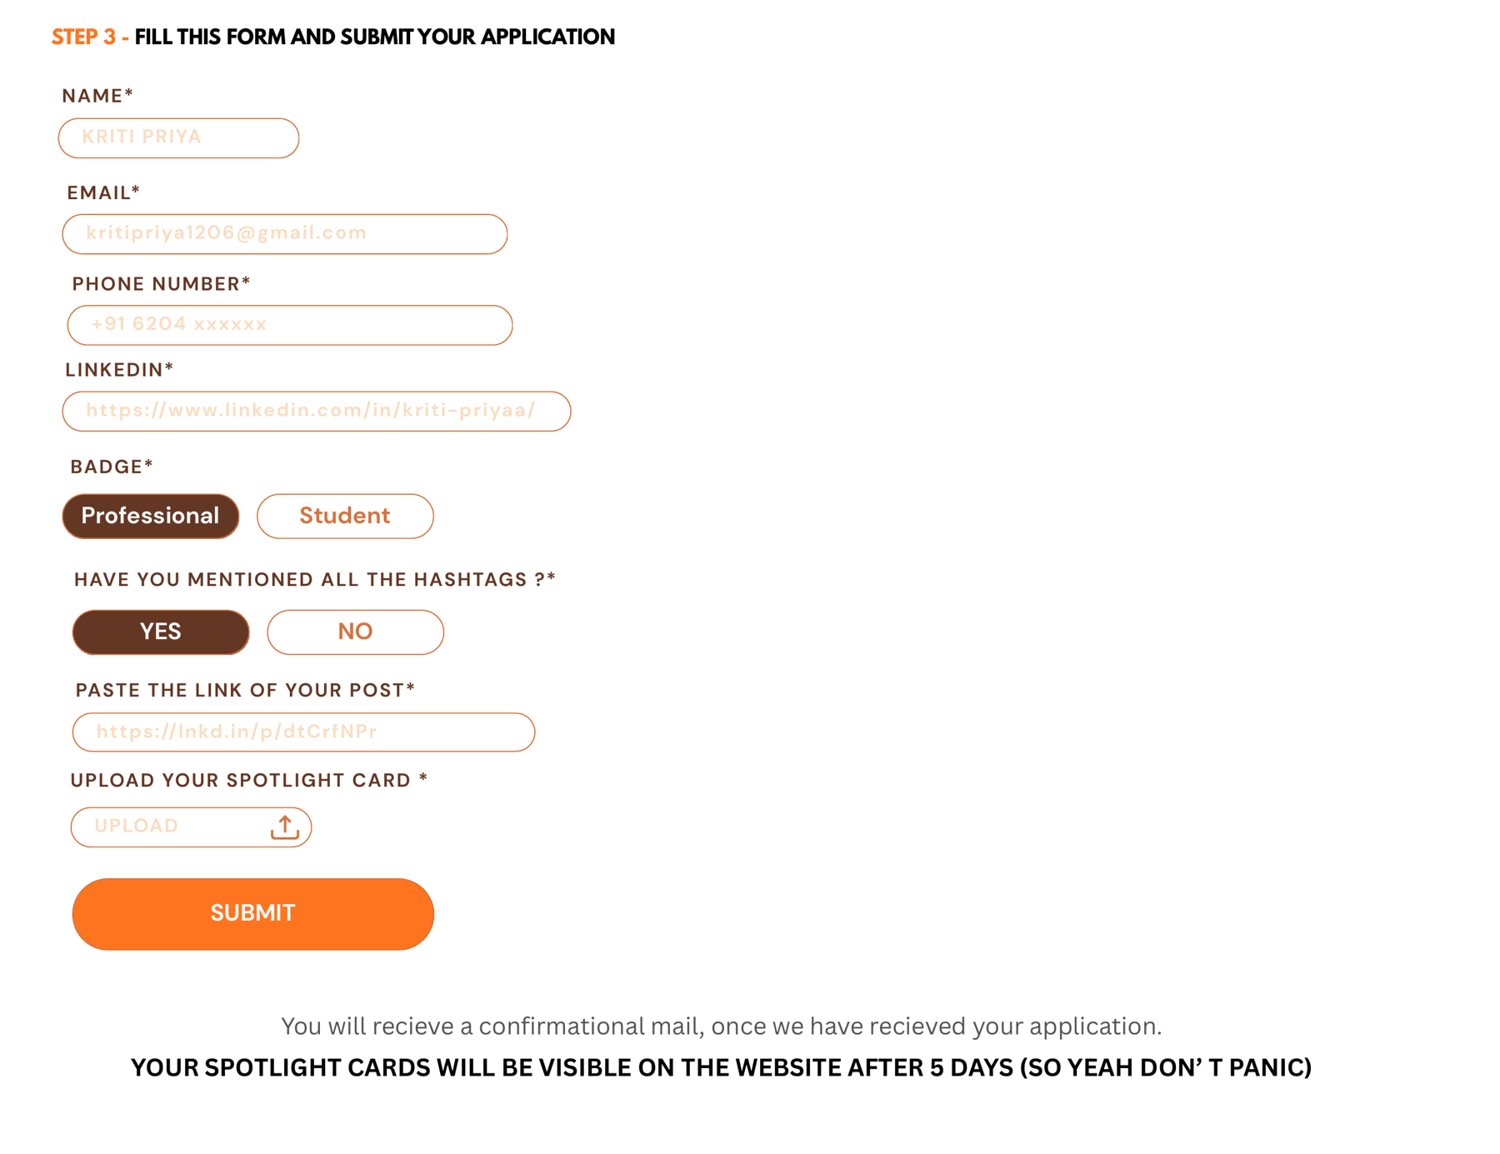 STEP 3 - FILL THIS FORM AND SUBMIT YOUR APPLICATION
NAME*
KRITI PRIYA
EMAIL*
kritipriya1206@gmail.com
PHONE NUMBER*
+91 6204 xxxxxx
LINKEDIN*
https://www.linkedin.com/in/kriti-priyaa/
BADGE*
Professional Student
HAVE YOU MENTIONED ALL THE HASHTAGS ?*
YES NO
PASTE THE LINK OF YOUR POST*
https://lnkd.in/p/dtCrfNPr
UPLOAD YOUR SPOTLIGHT CARD *
UPLOAD
SUBMIT
You will recieve a confirmational mail, once we have recieved your application.
YOUR SPOTLIGHT CARDS WILL BE VISIBLE ON THE WEBSITE AFTER 5 DAYS (SO YEAH DON’ T PANIC)